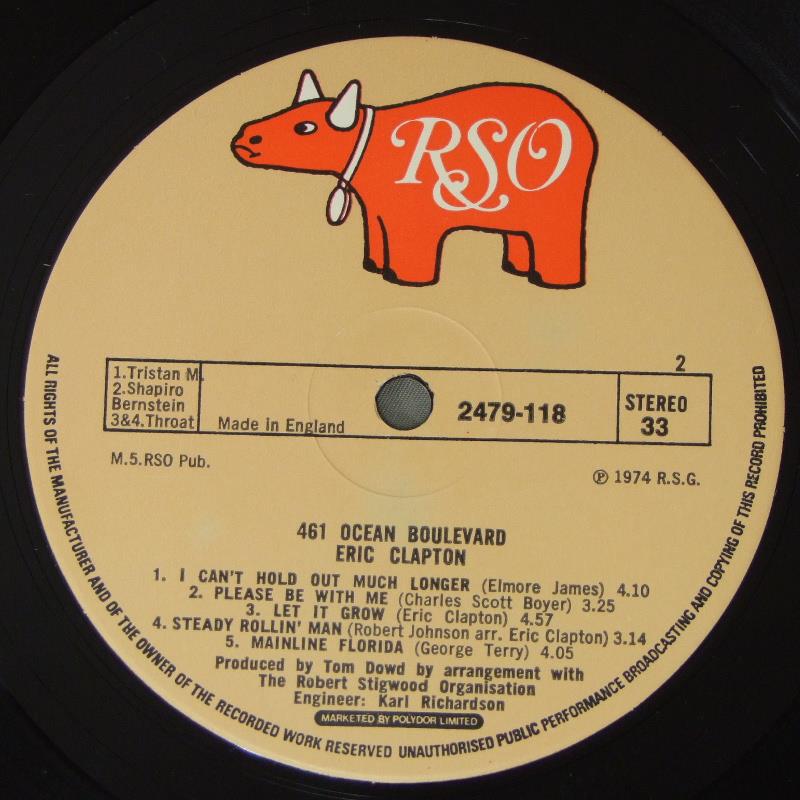 RSO
2
1.Tristan M.
2.Shapiro
Bernstein
3&4.Throat
Made in England
2479-118
STEREO
33
M.5.RSO Pub.
℗ 1974 R.S.G.
461 OCEAN BOULEVARD
ERIC CLAPTON
1. I CAN'T HOLD OUT MUCH LONGER (Elmore James) 4.10
2. PLEASE BE WITH ME (Charles Scott Boyer) 3.25
3. LET IT GROW (Eric Clapton) 4.57
4. STEADY ROLLIN' MAN (Robert Johnson arr. Eric Clapton) 3.14
5. MAINLINE FLORIDA (George Terry) 4.05
Produced by Tom Dowd by arrangement with
The Robert Stigwood Organisation
Engineer: Karl Richardson
MARKETED BY POLYDOR LIMITED
ALL RIGHTS OF THE MANUFACTURER AND OF THE OWNER OF THE RECORDED WORK RESERVED UNAUTHORISED PUBLIC PERFORMANCE BROADCASTING AND COPYING OF THIS RECORD PROHIBITED